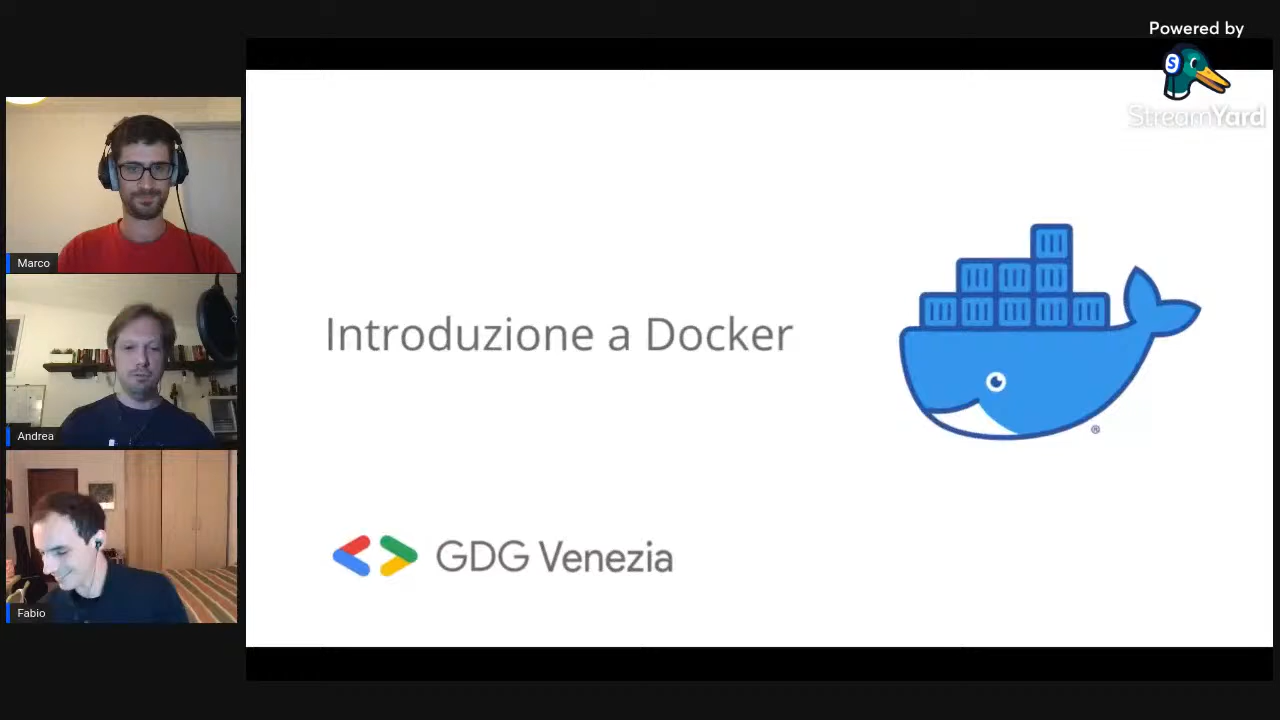 Powered by
S
StreamYard
Marco
Introduzione a Docker
®
Andrea
GDG Venezia
Fabio